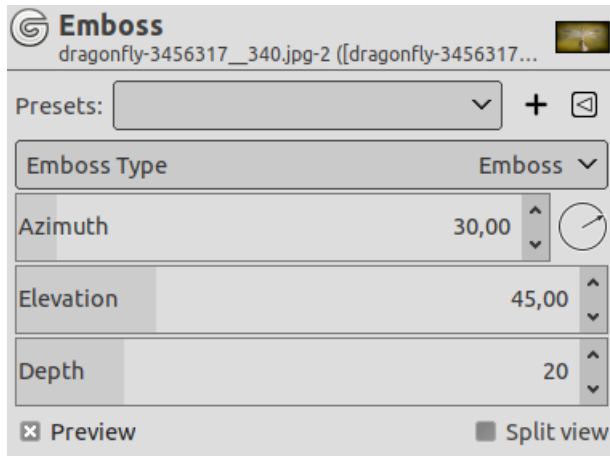 Emboss
dragonfly-3456317__340.jpg-2 ([dragonfly-3456317...
Presets:
Emboss Type Emboss
Azimuth 30,00
Elevation 45,00
Depth 20
Preview Split view